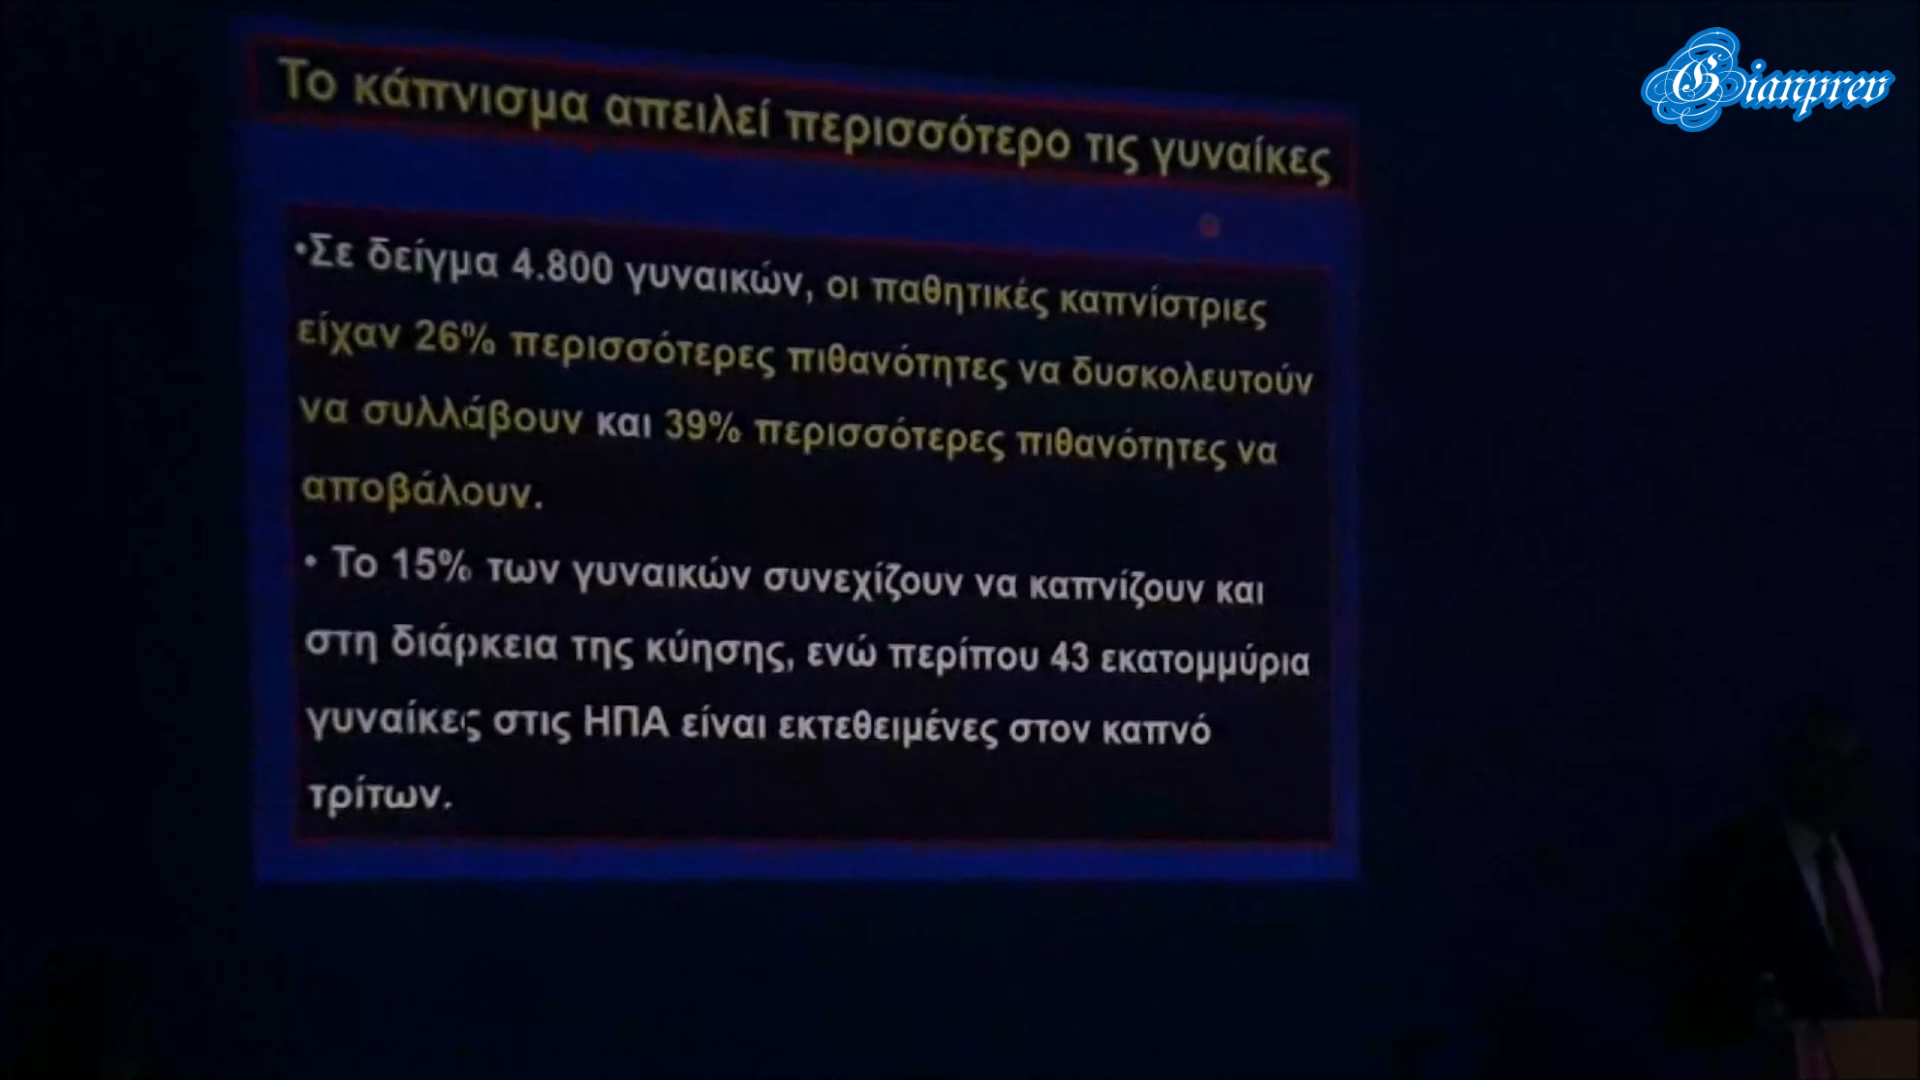 Gianprev
Το κάπνισμα απειλεί περισσότερο τις γυναίκες
•Σε δείγμα 4.800 γυναικών, οι παθητικές καπνίστριες
είχαν 26% περισσότερες πιθανότητες να δυσκολευτούν
να συλλάβουν και 39% περισσότερες πιθανότητες να
αποβάλουν.
• Το 15% των γυναικών συνεχίζουν να καπνίζουν και
στη διάρκεια της κύησης, ενώ περίπου 43 εκατομμύρια
γυναίκες στις ΗΠΑ είναι εκτεθειμένες στον καπνό
τρίτων.